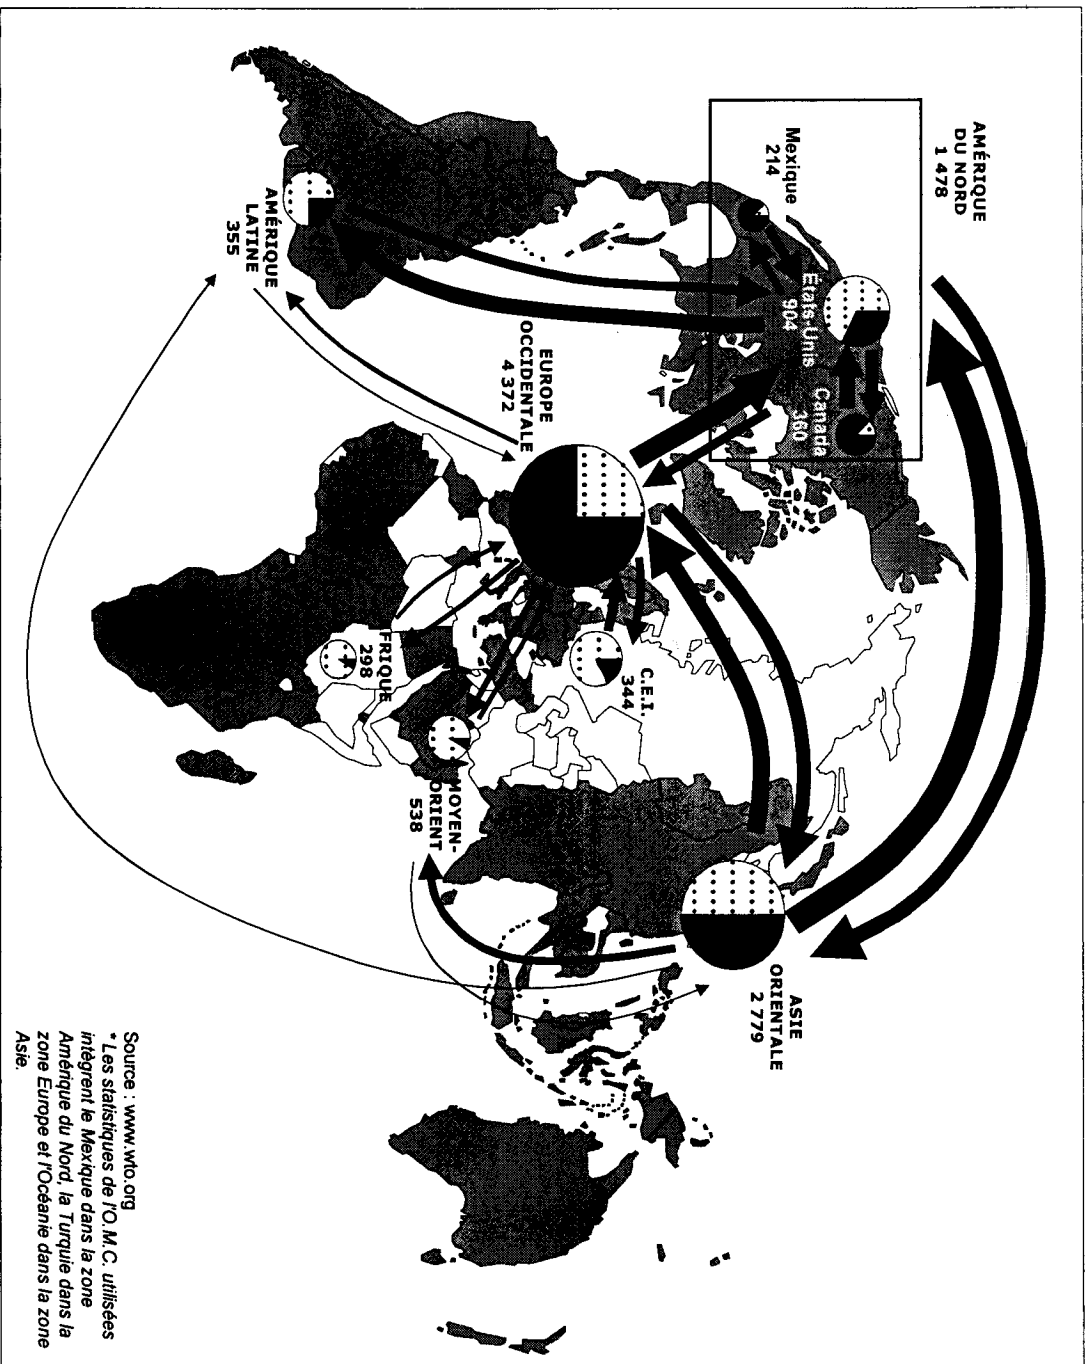 AMÉRIQUE
DU NORD
1 478
Mexique
214
États-Unis
904
Canada
360
AMÉRIQUE
LATINE
355
EUROPE
OCCIDENTALE
4 372
C.E.I.
344
FRIQUE
298
MOYEN-
ORIENT
538
ASIE
ORIENTALE
2 779
Source : www.wto.org
* Les statistiques de l'O.M.C. utilisées
intègrent le Mexique dans la zone
Amérique du Nord, la Turquie dans la
zone Europe et l'Océanie dans la zone
Asie.